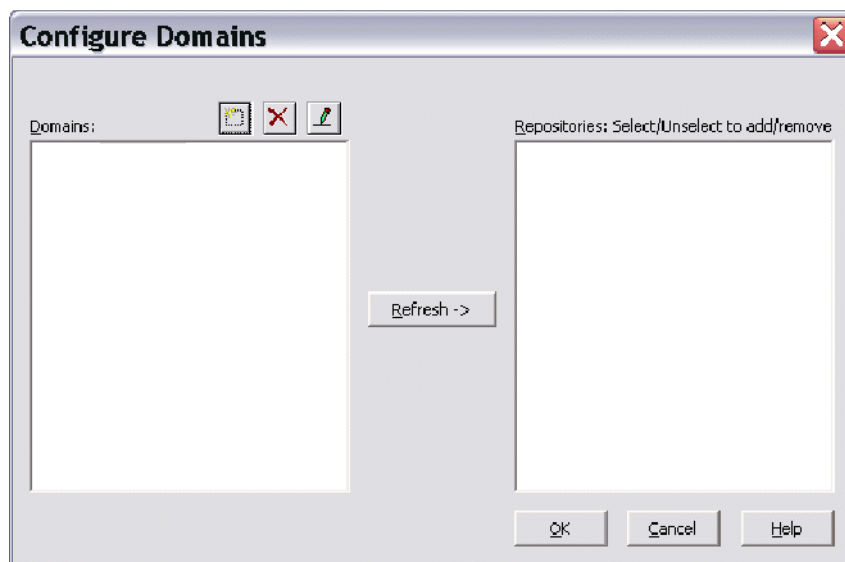 Configure Domains
Domains:
Repositories: Select/Unselect to add/remove
Refresh ->
OK
Cancel
Help